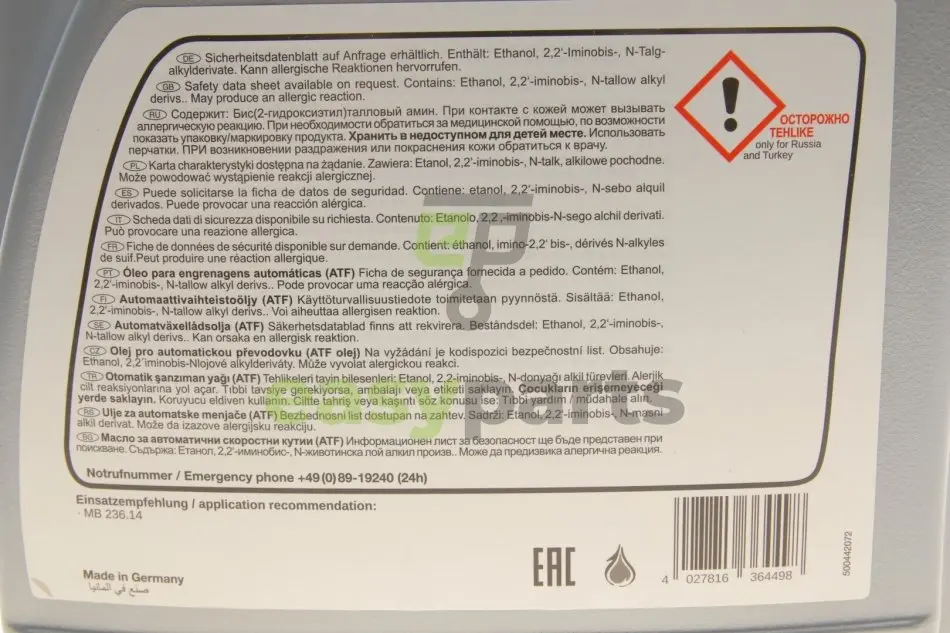 DE Sicherheitsdatenblatt auf Anfrage erhältlich. Enthält: Ethanol, 2,2'-Iminobis-, N-Talg-
alkylderivate. Kann allergische Reaktionen hervorrufen.
GB Safety data sheet available on request. Contains: Ethanol, 2,2'-iminobis-, N-tallow alkyl
derivs.. May produce an allergic reaction.
RU Содержит: Бис(2-гидроксиэтил)талловый амин. При контакте с кожей может вызывать
аллергическую реакцию. При необходимости обратиться за медицинской помощью, по возможности
показать упаковку/маркировку продукта. Хранить в недоступном для детей месте. Использовать
перчатки. ПРИ возникновении раздражения или покраснения кожи обратиться к врачу.
PL Karta charakterystyki dostępna na żądanie. Zawiera: Etanol, 2,2'-iminobis-, N-talk, alkilowe pochodne.
Może powodować wystąpienie reakcji alergicznej.
ES Puede solicitarse la ficha de datos de seguridad. Contiene: etanol, 2,2'-iminobis-, N-sebo alquil
derivados. Puede provocar una reacción alérgica.
IT Scheda dati di sicurezza disponibile su richiesta. Contenuto: Etanolo, 2,2,-iminobis-N-sego alchil derivati.
Può provocare una reazione allergica.
FR Fiche de données de sécurité disponible sur demande. Contient: éthanol, imino-2,2' bis-, dérivés N-alkyles
de suif.Peut produire une réaction allergique.
PT Óleo para engrenagens automáticas (ATF) Ficha de segurança fornecida a pedido. Contém: Ethanol,
2,2'-iminobis-, N-tallow alkyl derivs.. Pode provocar uma reacção alérgica.
FI Automaattivaihteistoöljy (ATF) Käyttöturvallisuustiedote toimitetaan pyynnöstä. Sisältää: Ethanol,
2,2'-iminobis-, N-tallow alkyl derivs.. Voi aiheuttaa allergisen reaktion.
SE Automatväxellådsolja (ATF) Säkerhetsdatablad finns att rekvirera. Beståndsdel: Ethanol, 2,2'-iminobis-,
N-tallow alkyl derivs.. Kan orsaka en allergisk reaktion.
CZ Olej pro automatickou převodovku (ATF olej) Na vyžádání je kodispozici bezpečnostní list. Obsahuje:
Ethanol, 2,2'iminobis-Nlojové alkylderiváty. Může vyvolat alergickou reakci.
TR Otomatik şanzıman yağı (ATF) Tehlikeleri tayin bilesenleri: Etanol, 2,2-iminobis-, N-donyağı alkil türevleri. Alerjik
cilt reaksiyonlarına yol açar. Tıbbi tavsiye gerekiyorsa, ambalajı veya etiketi saklayın. Çocukların erişemeyeceği
yerde saklayın. Koruyucu eldiven kullanın. Ciltte tahriş veya kaşıntı söz konusu ise: Tıbbi yardım / müdahale alın.
RS Ulje za automatske menjače (ATF) Bezbednosni list dostupan na zahtev. Sadrži: Etanol, 2,2'-iminobis-, N-masni
alkil derivat. Može da izazove alergijsku reakciju.
BG Масло за автоматични скоростни кутии (ATF) Информационен лист за безопасност ще бъде представен при
поискване. Съдържа: Етанол, 2,2'-иминобис-, N-животинска лой алкил произв.. Може да предизвика алергична реакция.
Notrufnummer / Emergency phone +49(0)89-19240 (24h)
ОСТОРОЖНО
TEHLIKE
only for Russia
and Turkey
easyparts
Einsatzempfehlung / application recommendation:
· MB 236.14
Made in Germany
صنع في المانيا
EAC
4 027816 364498
500442072